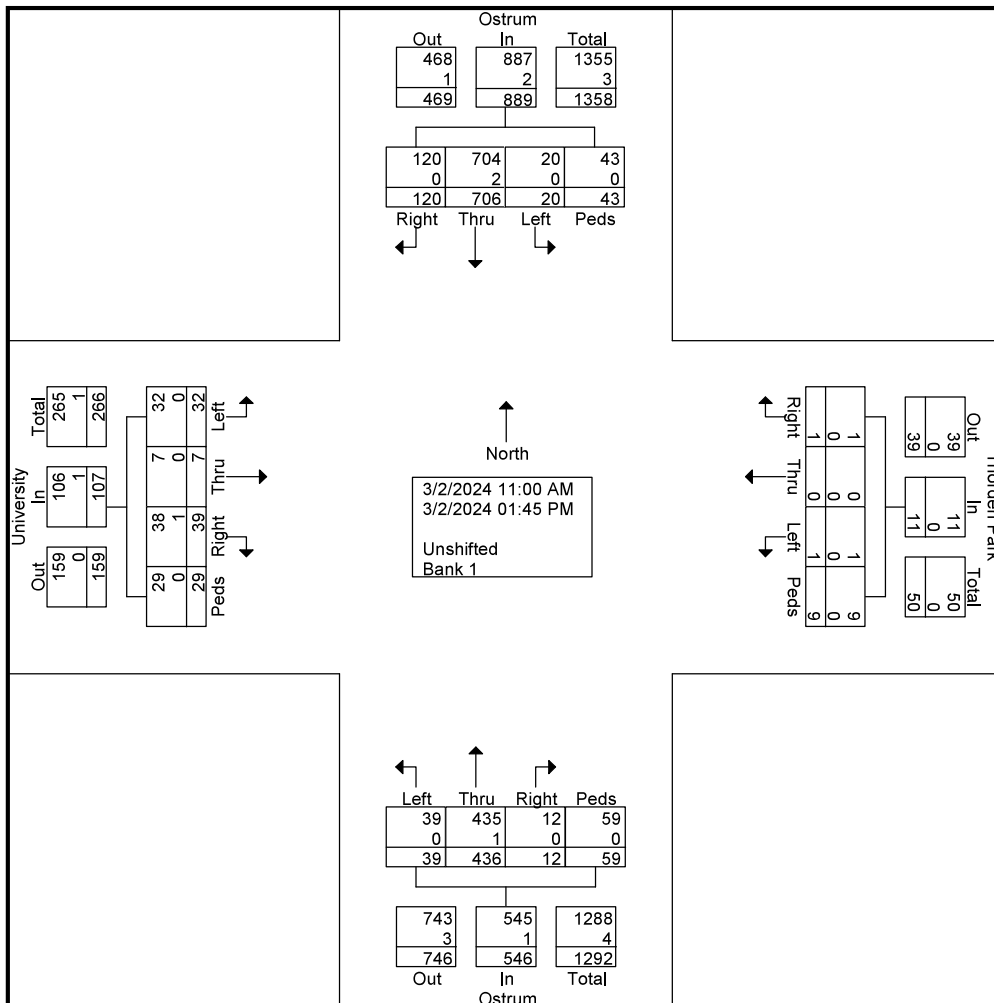 Ostrum
Out In Total
468 887 1355
1 2 3
469 889 1358
120 704 20 43
0 2 0 0
120 706 20 43
Right Thru Left Peds
University
Total In Out
265 106 159
1 1 0
266 107 159
32 7 38 29
0 0 1 0
32 7 39 29
Left Thru Right Peds
North
3/2/2024 11:00 AM
3/2/2024 01:45 PM
Unshifted
Bank 1
Right Thru Left Peds
1 0 1 9
0 0 0 0
1 0 1 9
39 11 50
0 0 0
39 11 50
Out In Total
Thorden Park
Left Thru Right Peds
39 435 12 59
0 1 0 0
39 436 12 59
743 545 1288
3 1 4
746 546 1292
Out In Total
Ostrum